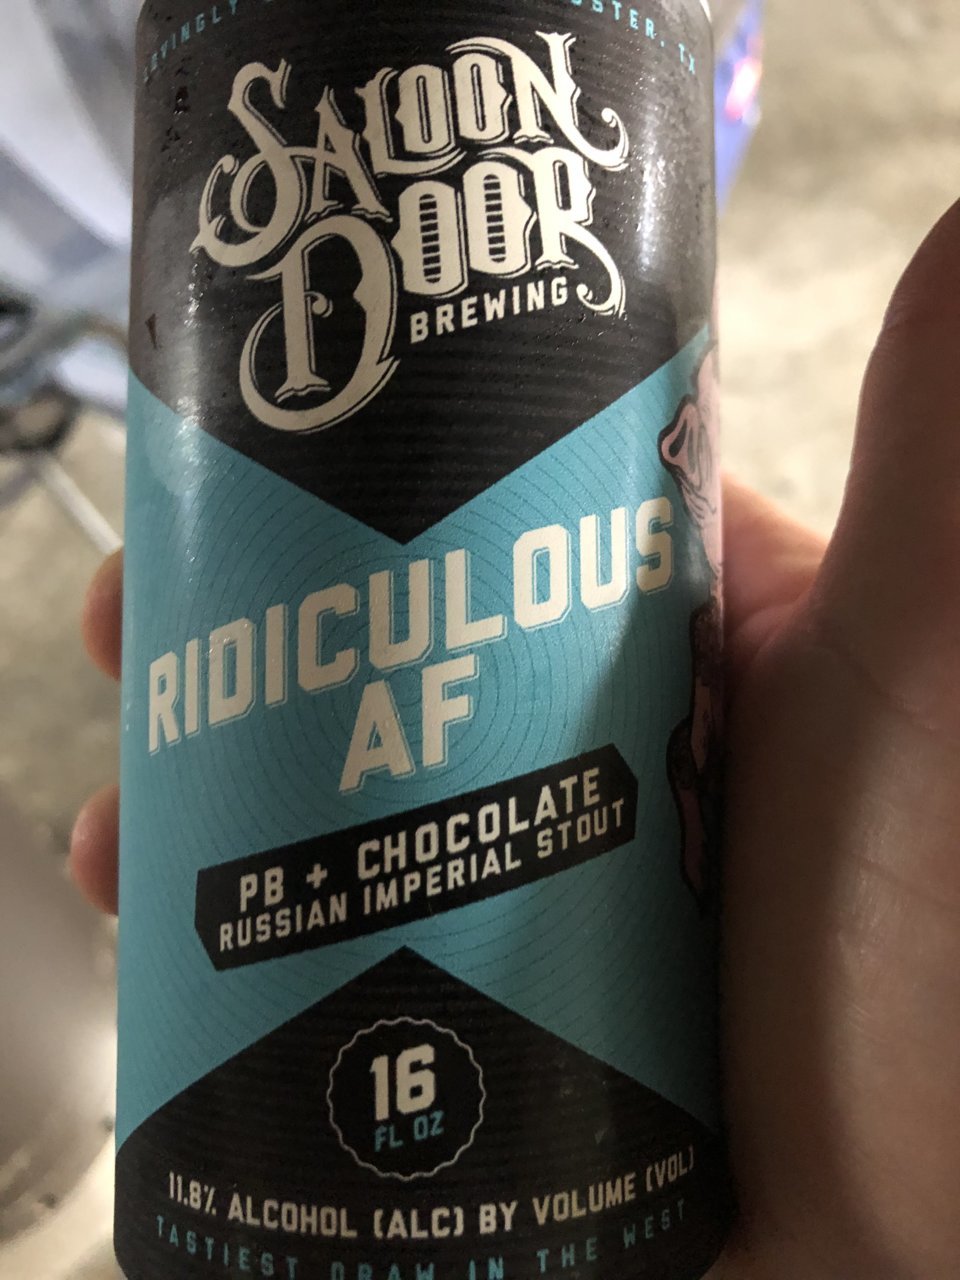 TX
SALOON
DOOR
BREWING
RIDICULOUS
AF
PB + CHOCOLATE
RUSSIAN IMPERIAL STOUT
16
FL OZ
11.8% ALCOHOL (ALC) BY VOLUME (VOL)
TASTIEST DRAW IN THE WEST